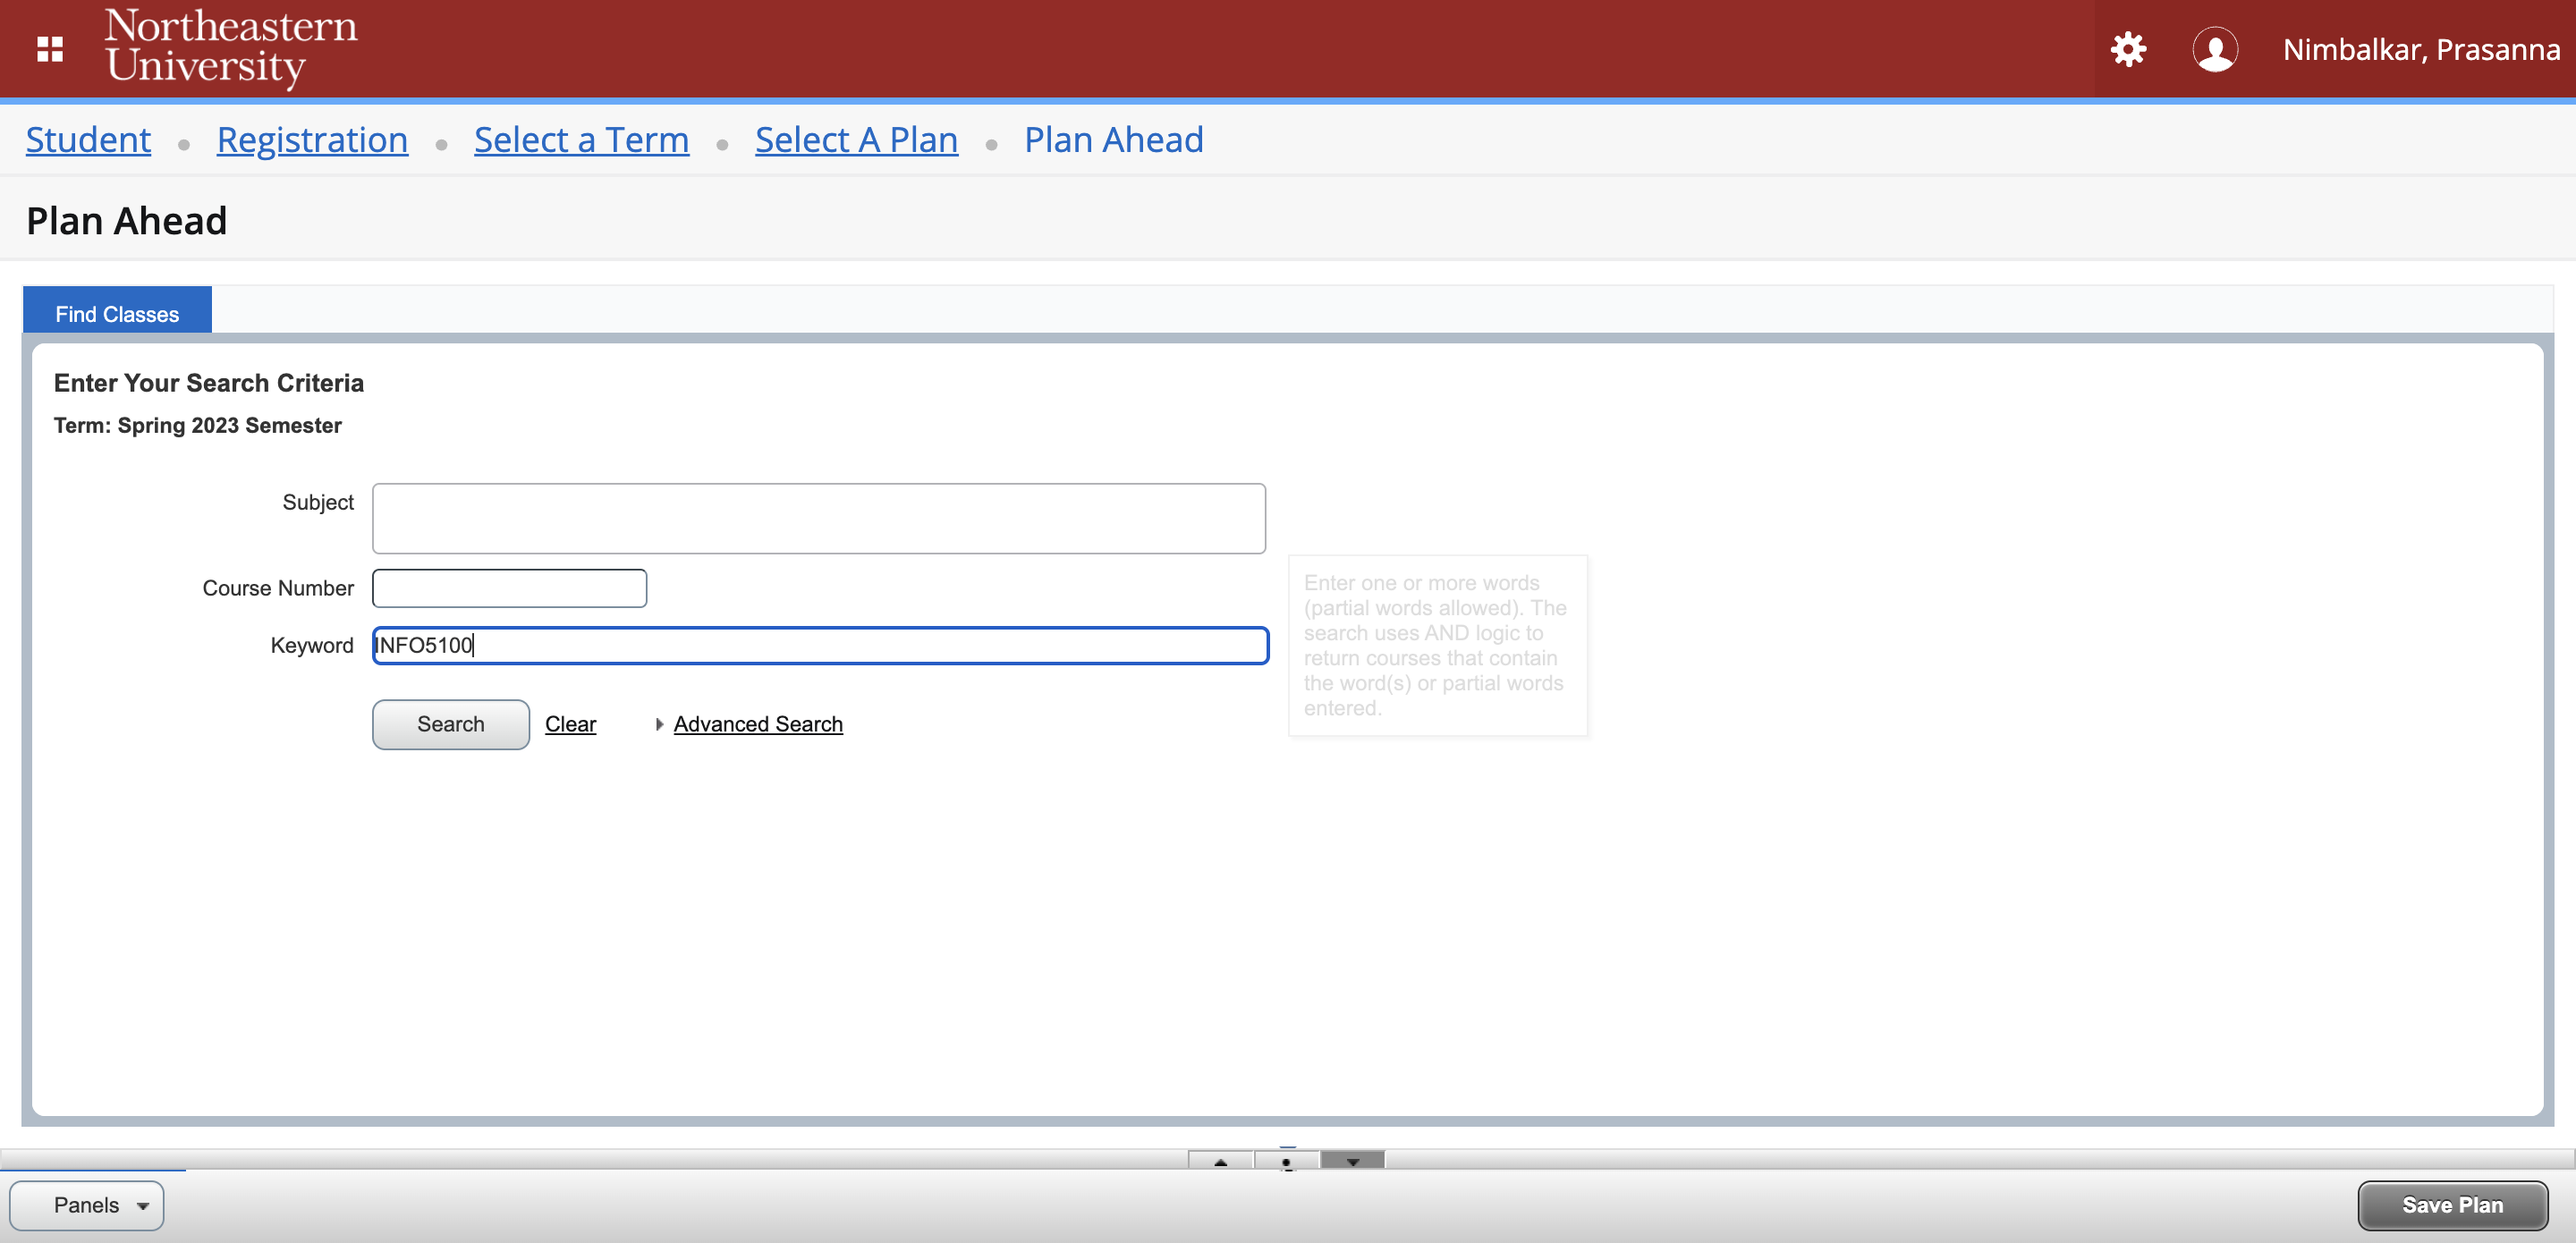 Northeastern
University
Nimbalkar, Prasanna
Student • Registration • Select a Term • Select A Plan • Plan Ahead
Plan Ahead
Find Classes
Enter Your Search Criteria
Term: Spring 2023 Semester
Subject
Course Number
Keyword INFO5100
Enter one or more words
(partial words allowed). The
search uses AND logic to
return courses that contain
the word(s) or partial words
entered.
Search Clear Advanced Search
Panels
Save Plan